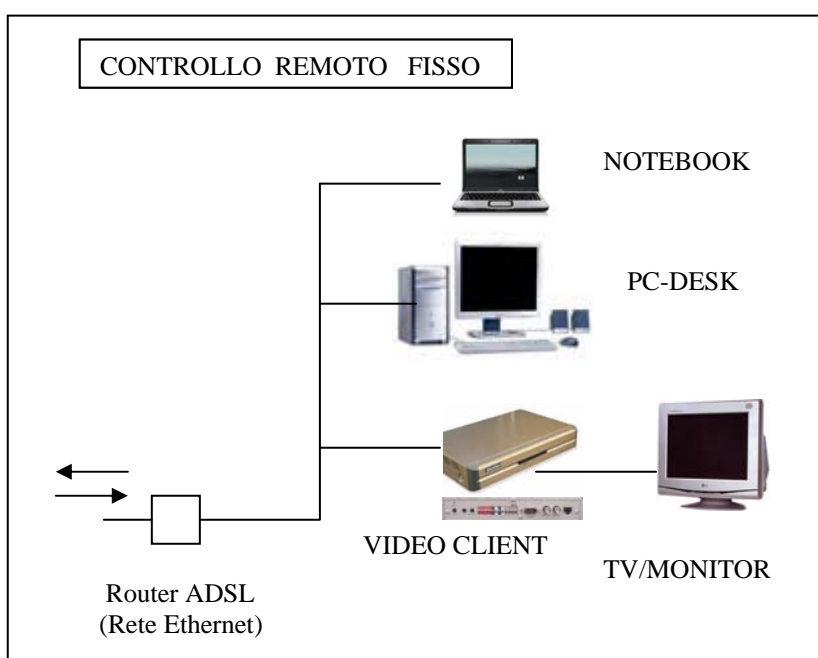 CONTROLLO REMOTO FISSO
NOTEBOOK
PC-DESK
VIDEO CLIENT
TV/MONITOR
Router ADSL
(Rete Ethernet)